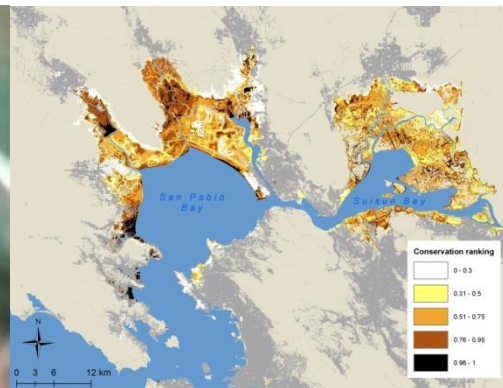 San Pablo
Bay
Suisun Bay
Conservation ranking
0 - 0.3
0.31 - 0.5
0.51 - 0.75
0.76 - 0.95
0.96 - 1
N
0 3 6 12 km